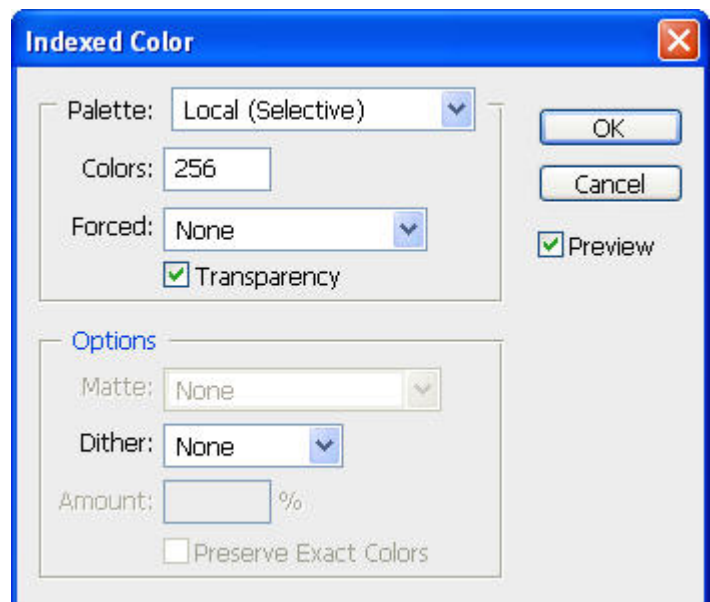 Indexed Color
Palette: Local (Selective)
Colors: 256
Forced: None
Transparency
OK
Cancel
Preview
Options
Matte: None
Dither: None
Amount: %
Preserve Exact Colors